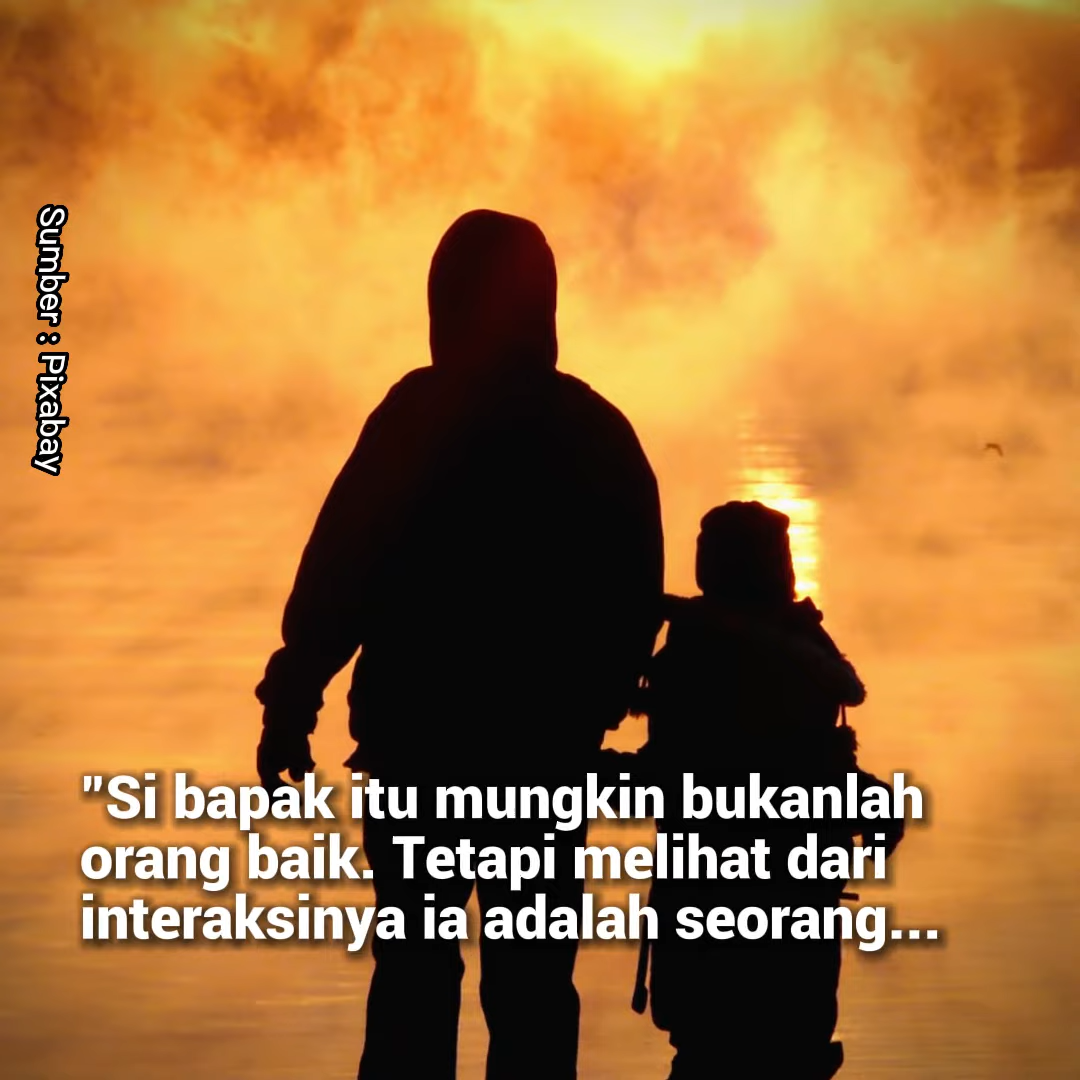 Sumber : Pixabay
"Si bapak itu mungkin bukanlah
orang baik. Tetapi melihat dari
interaksinya ia adalah seorang...